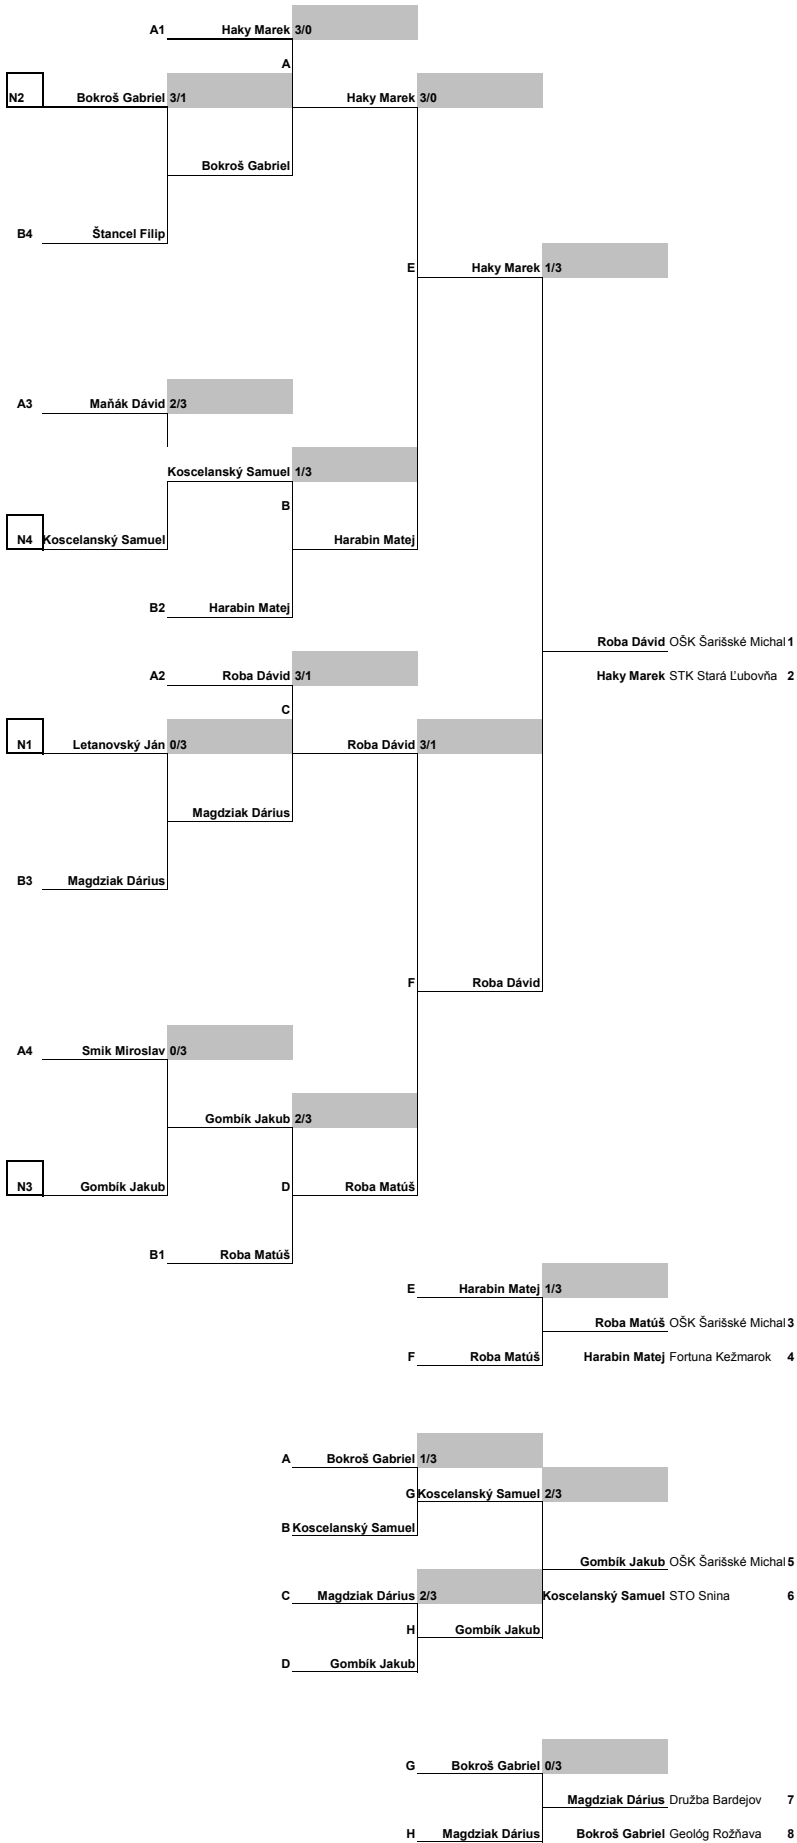 A1 Haky Marek 3/0
A
N2 Bokroš Gabriel 3/1 Haky Marek 3/0
Bokroš Gabriel
B4 Štancel Filip
E Haky Marek 1/3
A3 Maňák Dávid 2/3
Koscelanský Samuel 1/3
B
N4 Koscelanský Samuel Harabin Matej
B2 Harabin Matej
Roba Dávid OŠK Šarišské Michal 1
A2 Roba Dávid 3/1 Haky Marek STK Stará Ľubovňa 2
C
N1 Letanovský Ján 0/3 Roba Dávid 3/1
Magdziak Dárius
B3 Magdziak Dárius
F Roba Dávid
A4 Smik Miroslav 0/3
Gombík Jakub 2/3
N3 Gombík Jakub D Roba Matúš
B1 Roba Matúš
E Harabin Matej 1/3
Roba Matúš OŠK Šarišské Michal 3
F Roba Matúš Harabin Matej Fortuna Kežmarok 4
A Bokroš Gabriel 1/3
G Koscelanský Samuel 2/3
B Koscelanský Samuel
Gombík Jakub OŠK Šarišské Michal 5
C Magdziak Dárius 2/3 Koscelanský Samuel STO Snina 6
H Gombík Jakub
D Gombík Jakub
G Bokroš Gabriel 0/3
Magdziak Dárius Družba Bardejov 7
H Magdziak Dárius Bokroš Gabriel Geológ Rožňava 8